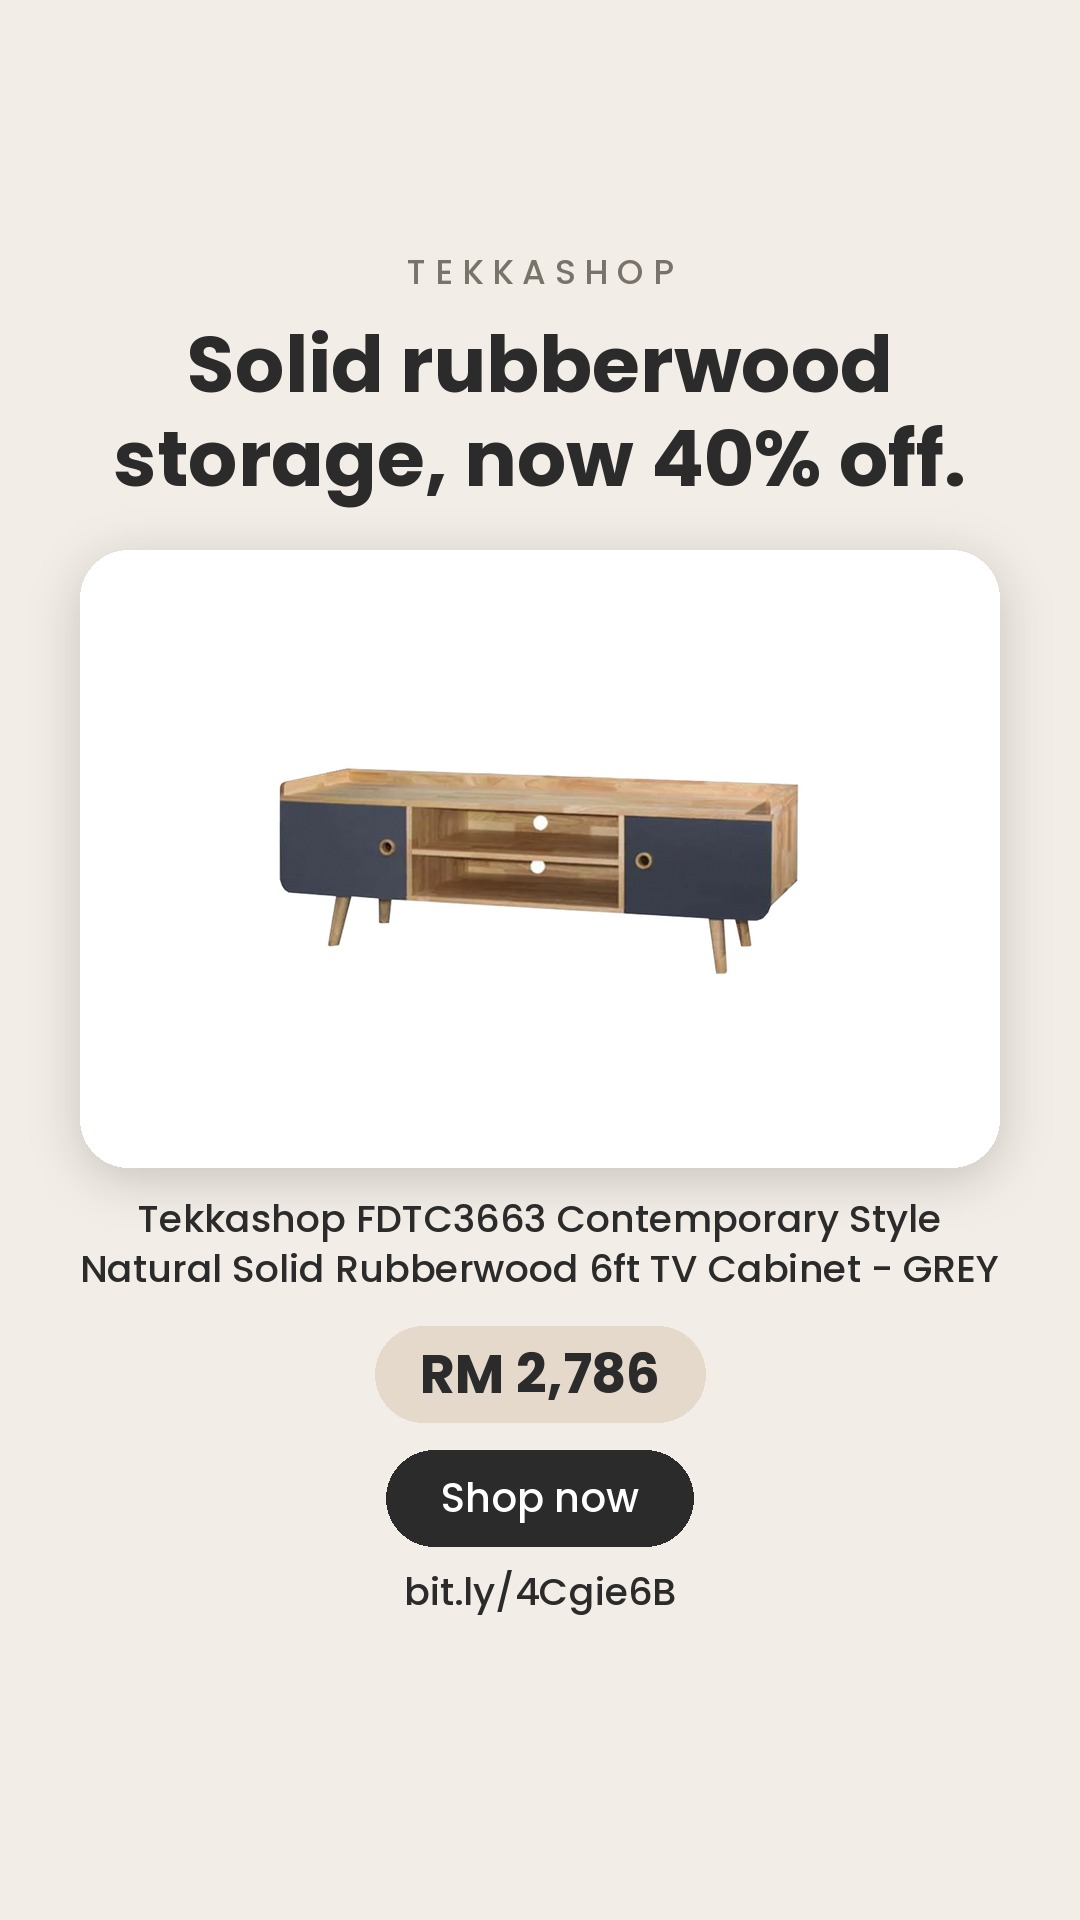 TEKKASHOP
Solid rubberwood
storage, now 40% off.
Tekkashop FDTC3663 Contemporary Style
Natural Solid Rubberwood 6ft TV Cabinet - GREY
RM 2,786
Shop now
bit.ly/4Cgie6B